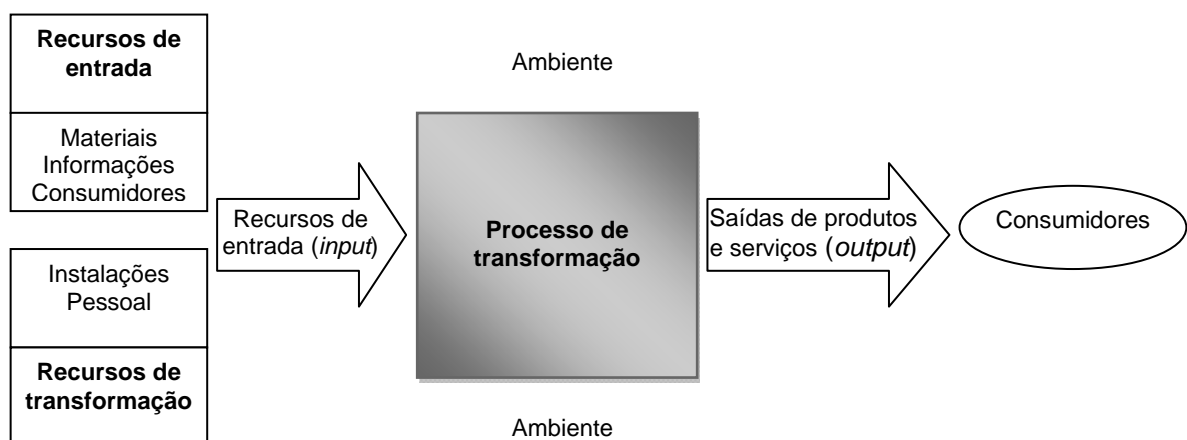 Recursos de
entrada
Materiais
Informações
Consumidores
Instalações
Pessoal
Recursos de
transformação
Recursos de
entrada (input)
Ambiente
Processo de
transformação
Ambiente
Saídas de produtos
e serviços (output)
Consumidores